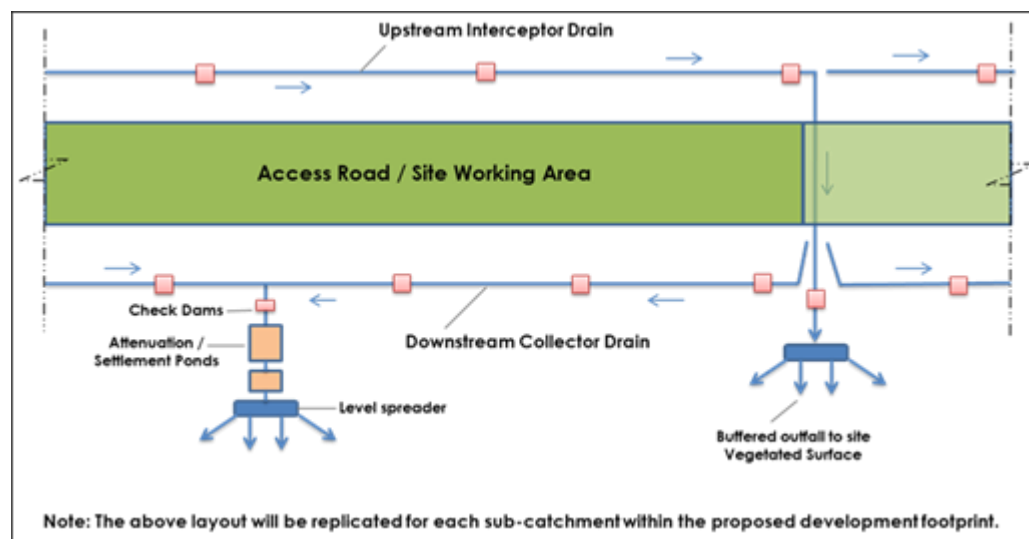 Upstream Interceptor Drain
Access Road / Site Working Area
Check Dams
Attenuation /
Settlement Ponds
Downstream Collector Drain
Level spreader
Buffered outfall to site
Vegetated Surface
Note: The above layout will be replicated for each sub-catchment within the proposed development footprint.